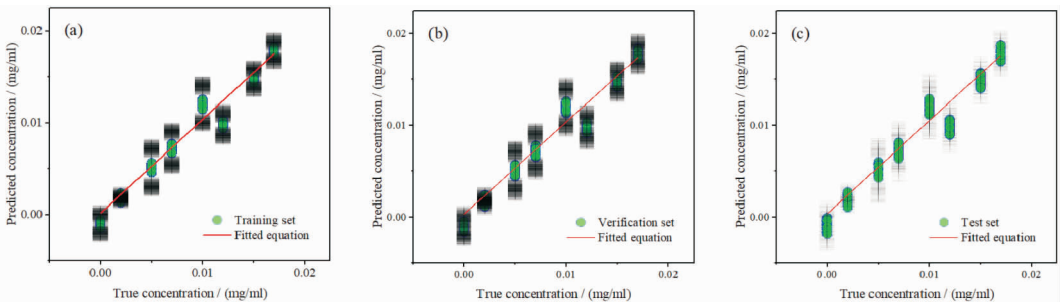 (a)
0.02
0.01
0.00
Predicted concentration / (mg/ml)
Training set
Fitted equation
0.00
0.01
0.02
True concentration / (mg/ml)
(b)
0.02
0.01
0.00
Predicted concentration / (mg/ml)
Verification set
Fitted equation
0.00
0.01
0.02
True concentration / (mg/ml)
(c)
0.02
0.01
0.00
Predicted concentration / (mg/ml)
Test set
Fitted equation
0.00
0.01
0.02
True concentration / (mg/ml)